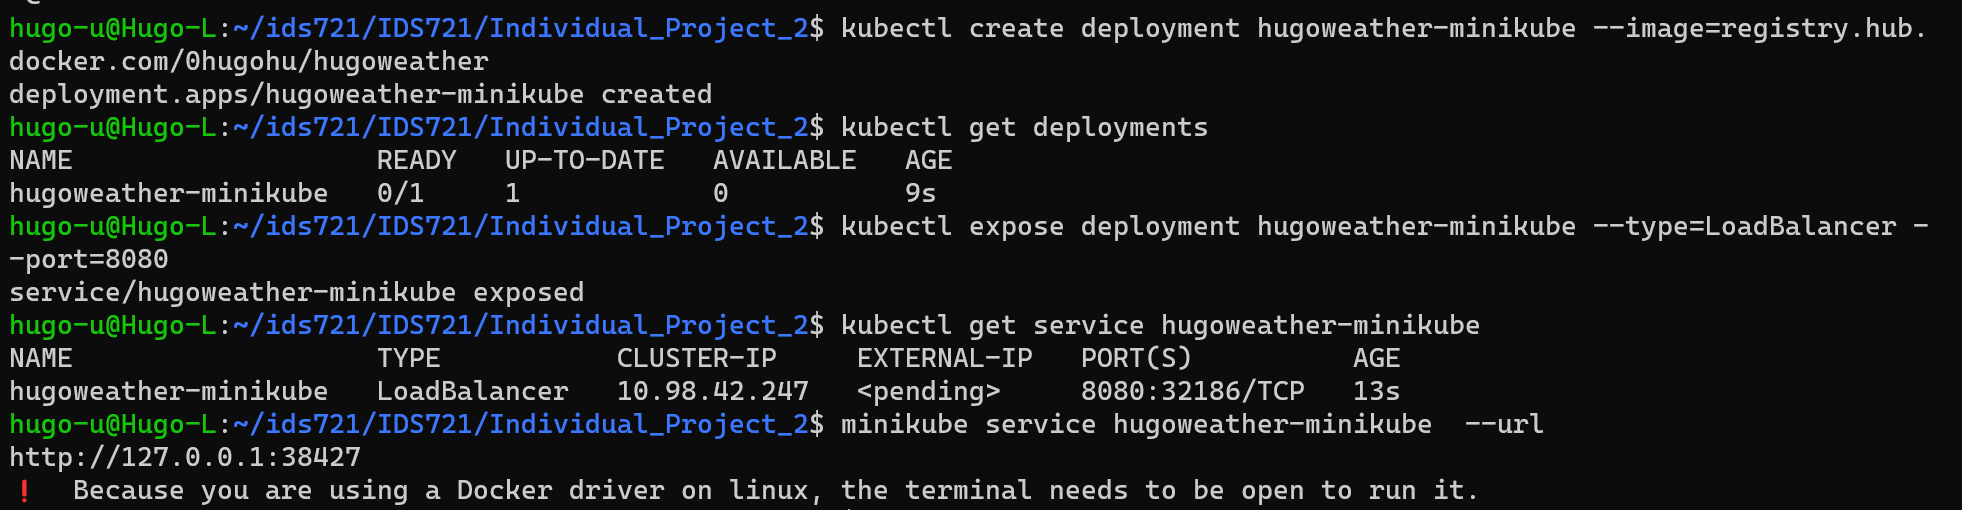 hugo-u@Hugo-L:~/ids721/IDS721/Individual_Project_2$ kubectl create deployment hugoweather-minikube --image=registry.hub.
docker.com/0hugohu/hugoweather
deployment.apps/hugoweather-minikube created
hugo-u@Hugo-L:~/ids721/IDS721/Individual_Project_2$ kubectl get deployments
NAME                   READY   UP-TO-DATE   AVAILABLE   AGE
hugoweather-minikube   0/1     1            0           9s
hugo-u@Hugo-L:~/ids721/IDS721/Individual_Project_2$ kubectl expose deployment hugoweather-minikube --type=LoadBalancer -
-port=8080
service/hugoweather-minikube exposed
hugo-u@Hugo-L:~/ids721/IDS721/Individual_Project_2$ kubectl get service hugoweather-minikube
NAME                   TYPE           CLUSTER-IP     EXTERNAL-IP   PORT(S)          AGE
hugoweather-minikube   LoadBalancer   10.98.42.247   <pending>     8080:32186/TCP   13s
hugo-u@Hugo-L:~/ids721/IDS721/Individual_Project_2$ minikube service hugoweather-minikube  --url
http://127.0.0.1:38427
❗  Because you are using a Docker driver on linux, the terminal needs to be open to run it.